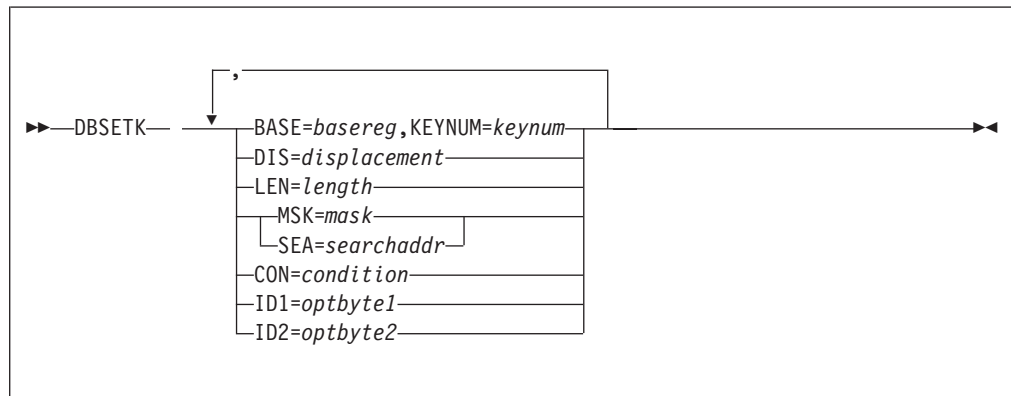 ,
DBSETK BASE=basereg,KEYNUM=keynum
DIS=displacement
LEN=length
MSK=mask
SEA=searchaddr
CON=condition
ID1=optbyte1
ID2=optbyte2